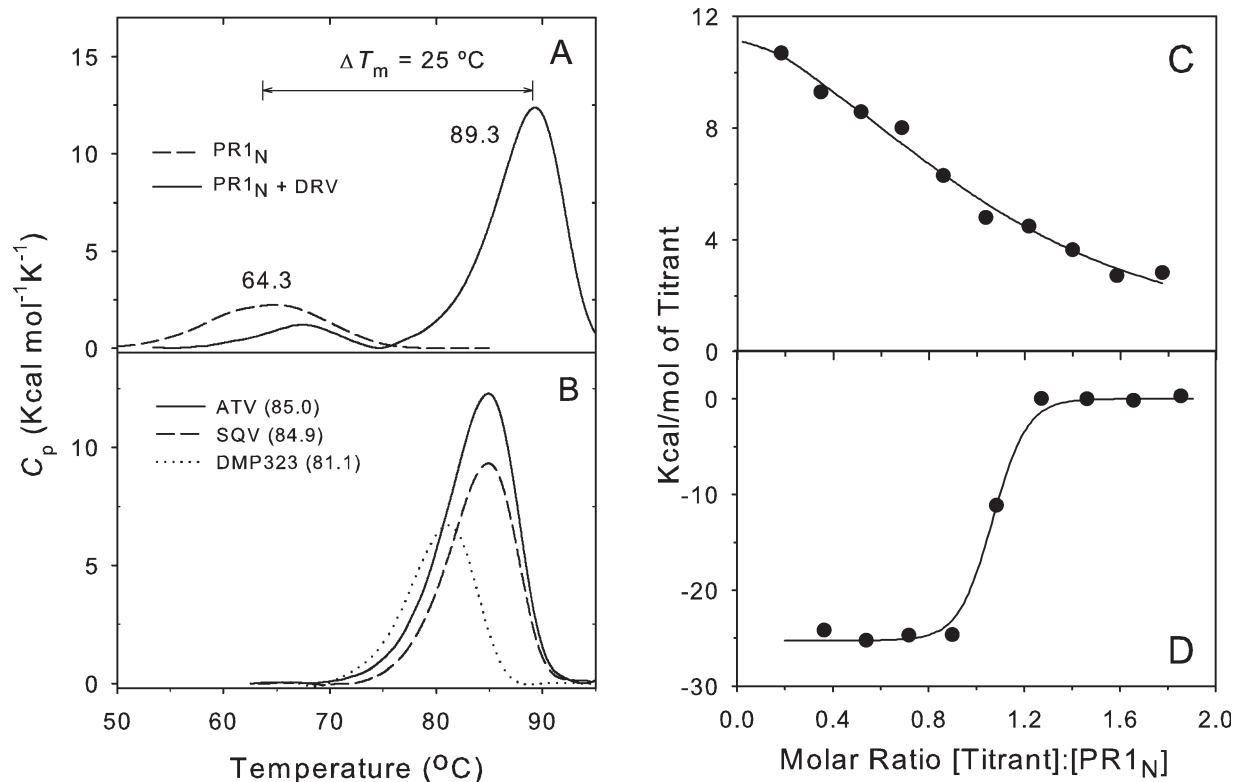 A
ΔTm = 25 ºC
89.3
PR1N
PR1N + DRV
64.3
15
10
5
0
B
ATV (85.0)
SQV (84.9)
DMP323 (81.1)
10
5
0
Cp (Kcal mol-1K-1)
50 60 70 80 90
Temperature (ºC)
C
12
8
4
0
Kcal/mol of Titrant
D
0
-10
-20
-30
0.0 0.4 0.8 1.2 1.6 2.0
Molar Ratio [Titrant]:[PR1N]